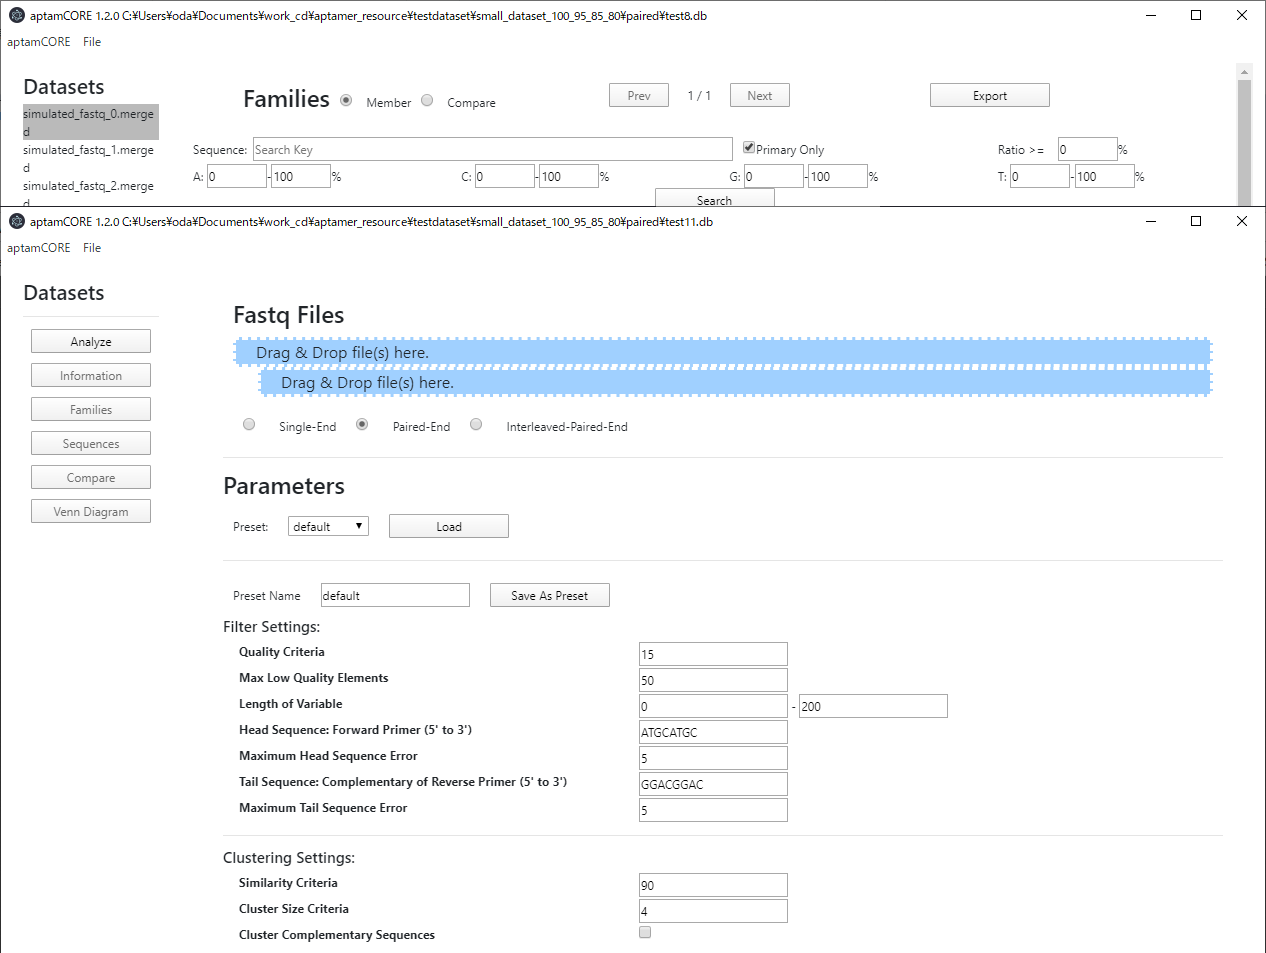 aptamCORE 1.2.0 C:¥Users¥oda¥Documents¥work_cd¥aptamer_resource¥testdataset¥small_dataset_100_95_85_80¥paired¥test8.db
aptamCORE File
Datasets
simulated_fastq_0.merge
d
simulated_fastq_1.merge
d
simulated_fastq_2.merge
d
Families Member Compare Prev 1 / 1 Next Export
Sequence: Search Key Primary Only Ratio >= 0 %
A: 0 - 100 % C: 0 - 100 % G: 0 - 100 % T: 0 - 100 %
Search
aptamCORE 1.2.0 C:¥Users¥oda¥Documents¥work_cd¥aptamer_resource¥testdataset¥small_dataset_100_95_85_80¥paired¥test11.db
aptamCORE File
Datasets
Analyze
Information
Families
Sequences
Compare
Venn Diagram
Fastq Files
Drag & Drop file(s) here.
Drag & Drop file(s) here.
Single-End Paired-End Interleaved-Paired-End
Parameters
Preset: default Load
Preset Name default Save As Preset
Filter Settings:
Quality Criteria 15
Max Low Quality Elements 50
Length of Variable 0 - 200
Head Sequence: Forward Primer (5' to 3') ATGCATGC
Maximum Head Sequence Error 5
Tail Sequence: Complementary of Reverse Primer (5' to 3') GGACGGAC
Maximum Tail Sequence Error 5
Clustering Settings:
Similarity Criteria 90
Cluster Size Criteria 4
Cluster Complementary Sequences